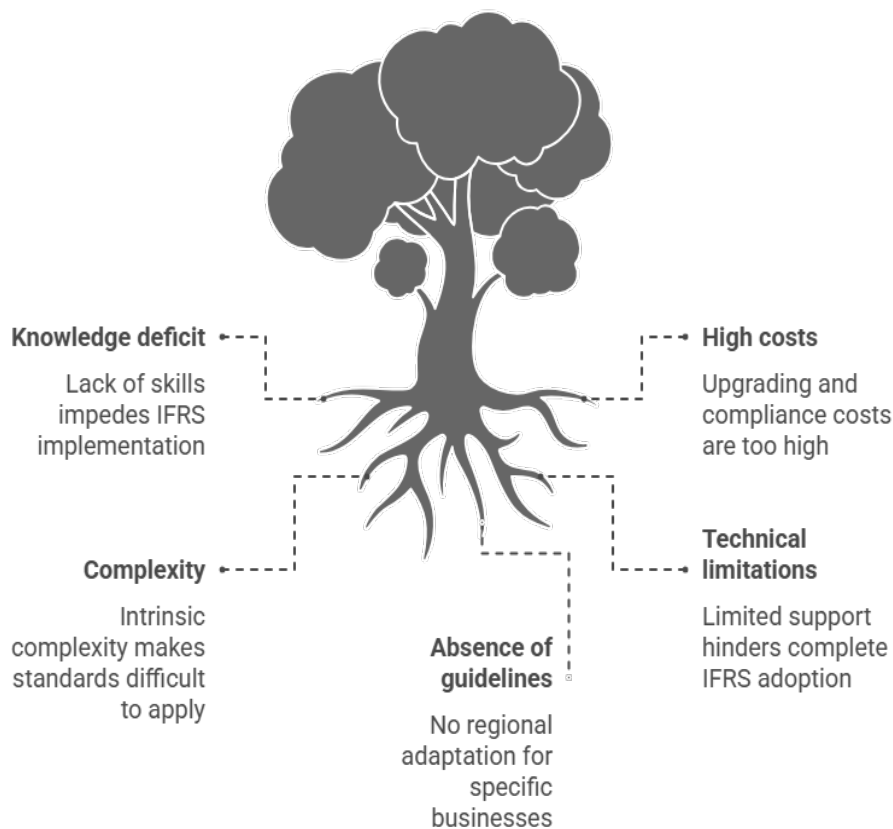 Knowledge deficit
Lack of skills
impedes IFRS
implementation
High costs
Upgrading and
compliance costs
are too high
Complexity
Intrinsic
complexity makes
standards difficult
to apply
Technical
limitations
Limited support
hinders complete
IFRS adoption
Absence of
guidelines
No regional
adaptation for
specific
businesses